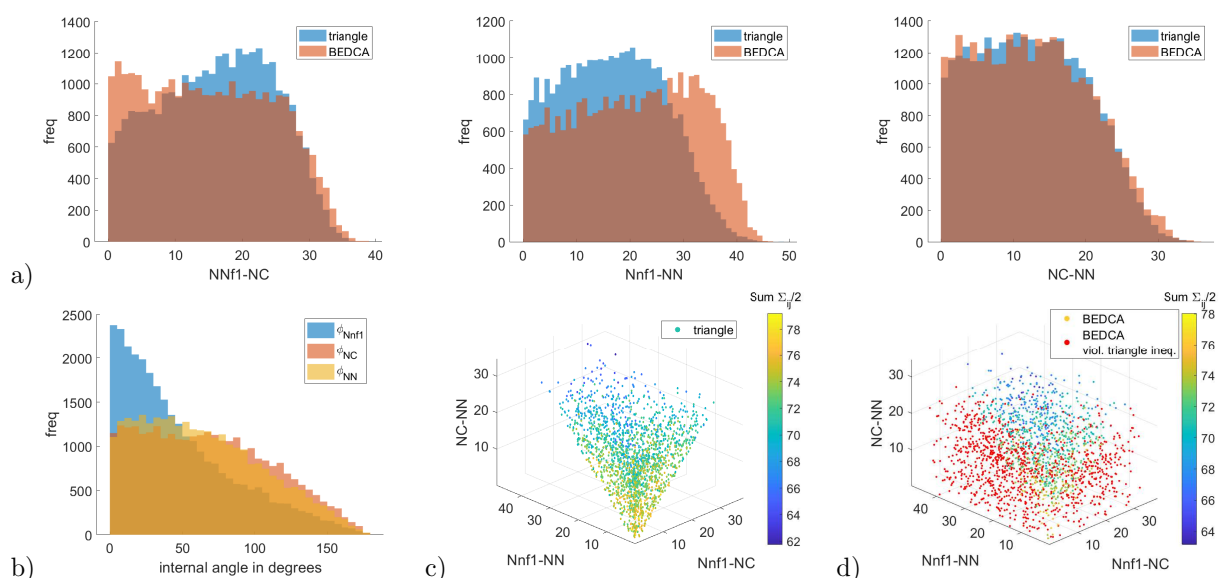 1400
1200
1000
800
600
400
200
0
freq
0 10 20 30 40
NNf1-NC
triangle
BEDCA
a)
1200
1000
800
600
400
200
0
freq
0 10 20 30 40 50
Nnf1-NN
triangle
BEDCA
1400
1200
1000
800
600
400
200
0
freq
0 10 20 30
NC-NN
triangle
BEDCA
2500
2000
1500
1000
500
0
freq
0 50 100 150
internal angle in degrees
ϕNnf1
ϕNC
ϕNN
b)
Sum Σij/2
triangle
NC-NN
30
20
10
40
30
20
10
Nnf1-NN
10
20
30
Nnf1-NC
78
76
74
72
70
68
66
64
62
c)
Sum Σij/2
BEDCA
BEDCA
viol. triangle ineq.
NC-NN
30
20
10
40
30
20
10
Nnf1-NN
10
20
30
Nnf1-NC
78
76
74
72
70
68
66
64
d)